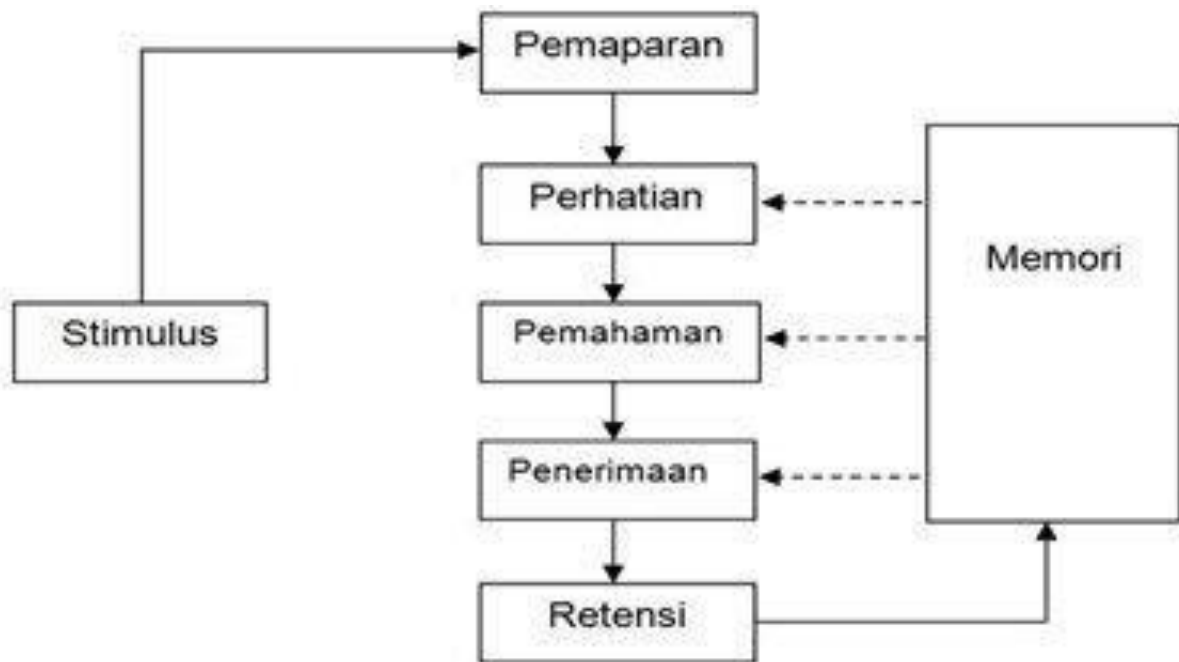 Pemaparan
Perhatian
Memori
Stimulus
Pemahaman
Penerimaan
Retensi